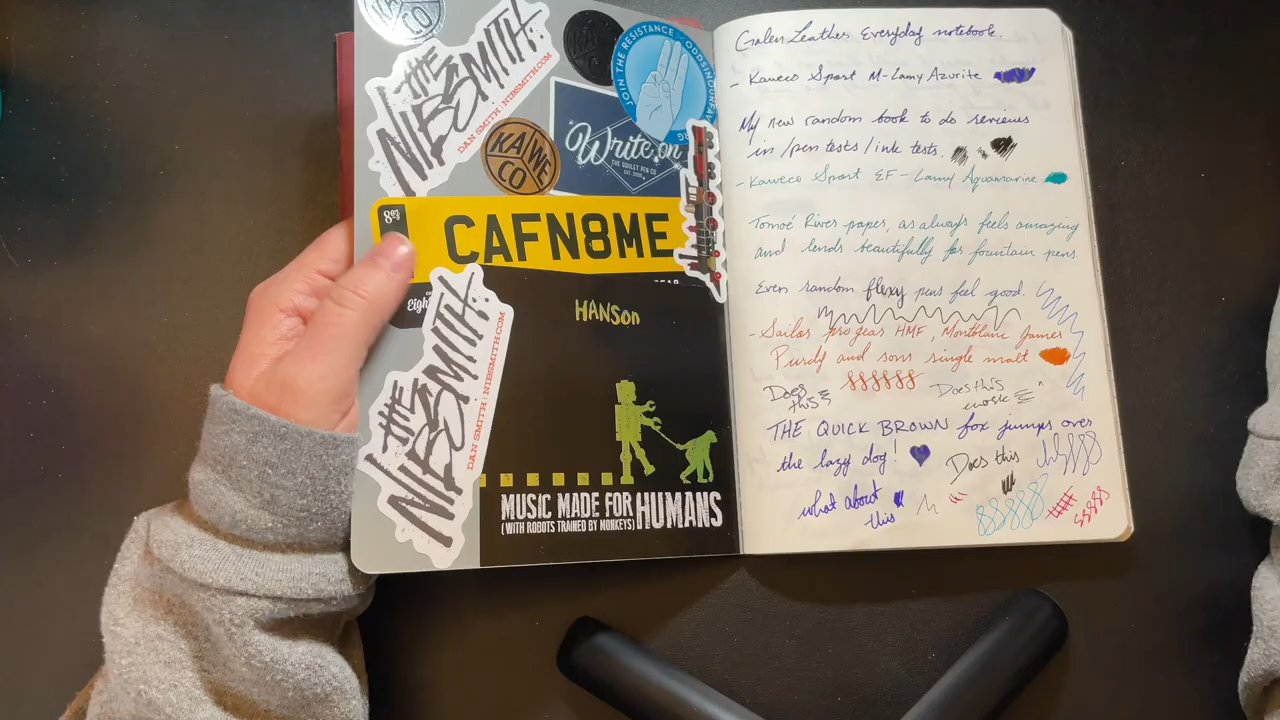 KA
CO
THE
NIBSMITH.
DAN SMITH | NIBSMITH.COM
KA WE
CO
JOIN THE RESISTANCE
Write on
THE GOULET PEN CO
8oz
CAFN8ME
THE
NIBSMITH.
DAN SMITH | NIBSMITH.COM
HANSON
MUSIC MADE FOR HUMANS
(WITH ROBOTS TRAINED BY MONKEYS)
Galen Leather Everyday notebook.
- Kaweco Sport M - Lamy Azurite
My new random book to do reviews
in / pen tests / ink tests.
- Kaweco Sport EF - Lamy Aquamarine
Tomoé River paper, as always feels amazing
and lends beautifully for fountain pens.
Even random flexy pens feel good.
- Sailor pro gear HMF, Montblanc James
Purdy and sons single malt
Does this
Does this work
THE QUICK BROWN fox jumps over
the lazy dog!
Does this
what about
this